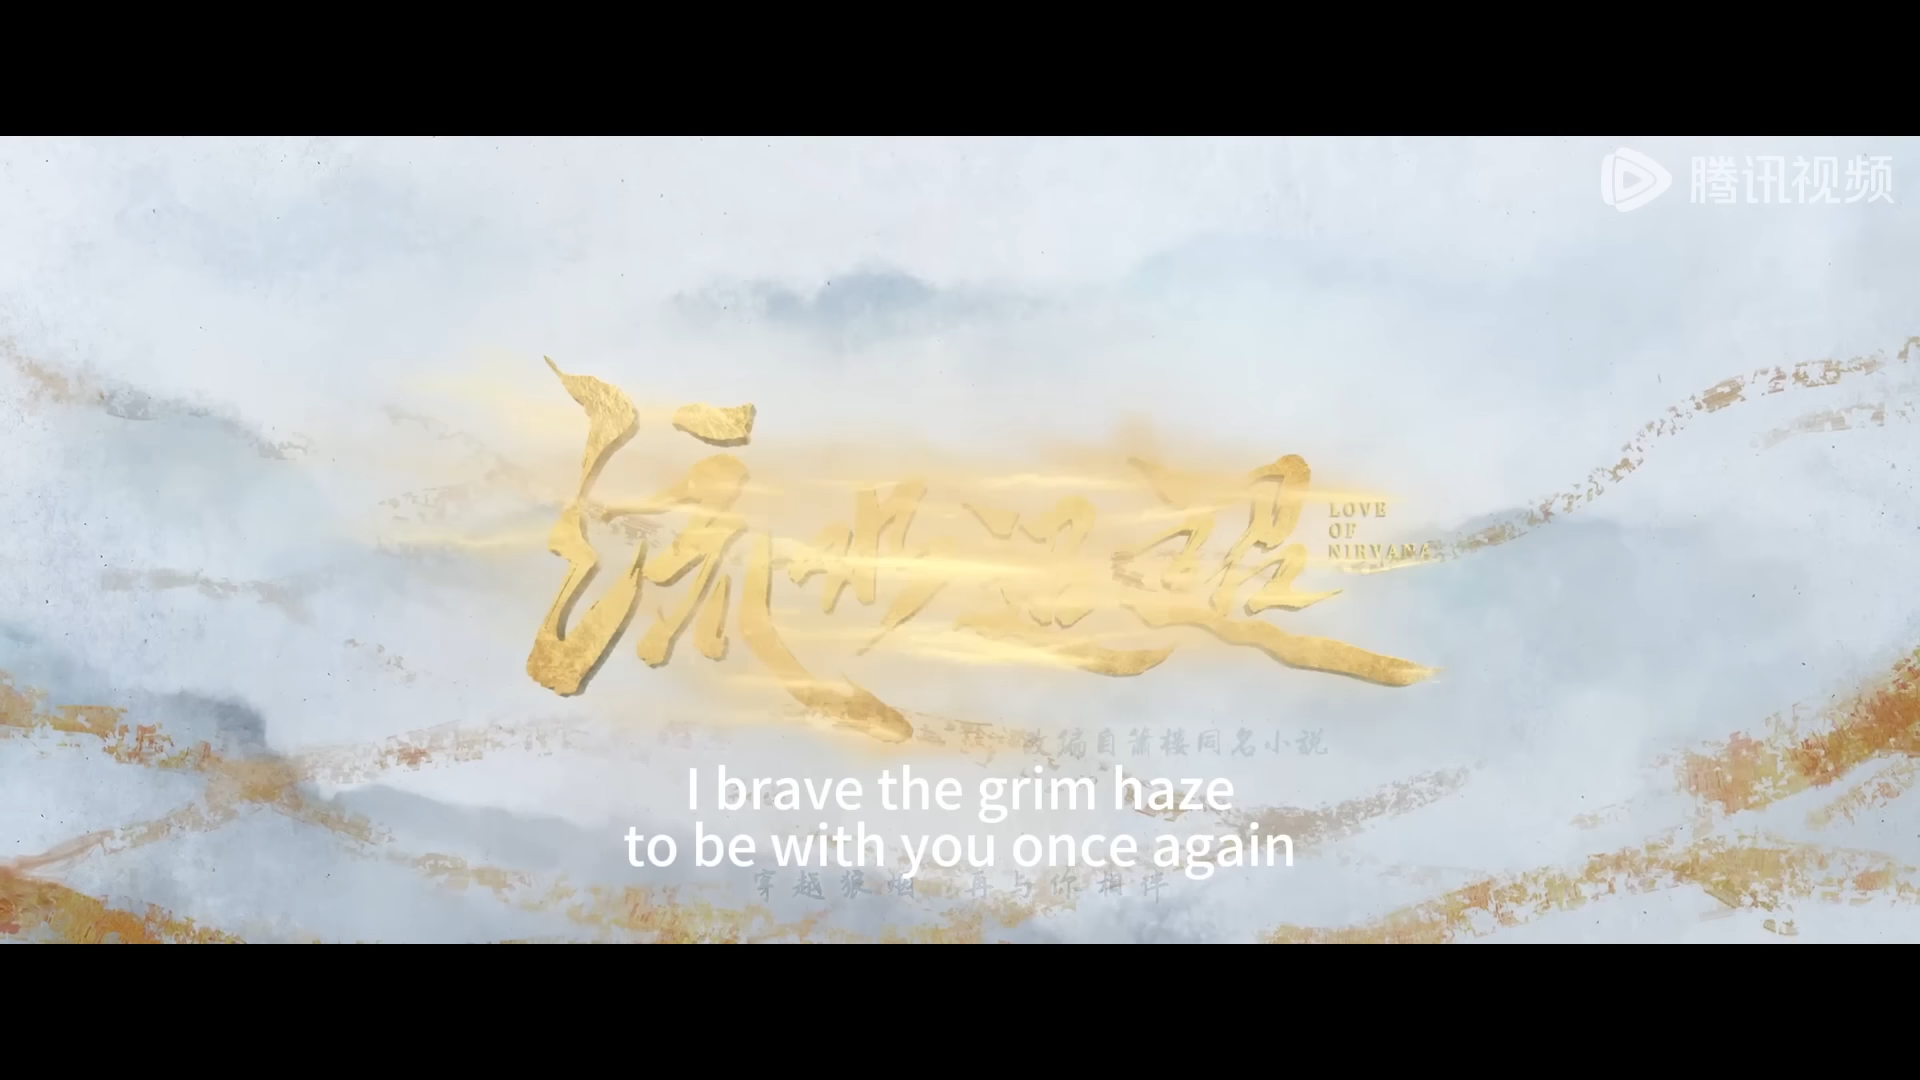 腾讯视频
流水迢迢
LOVE
OF
NIRVANA
改编自箫楼同名小说
I brave the grim haze
to be with you once again
穿越狼烟 再与你相伴